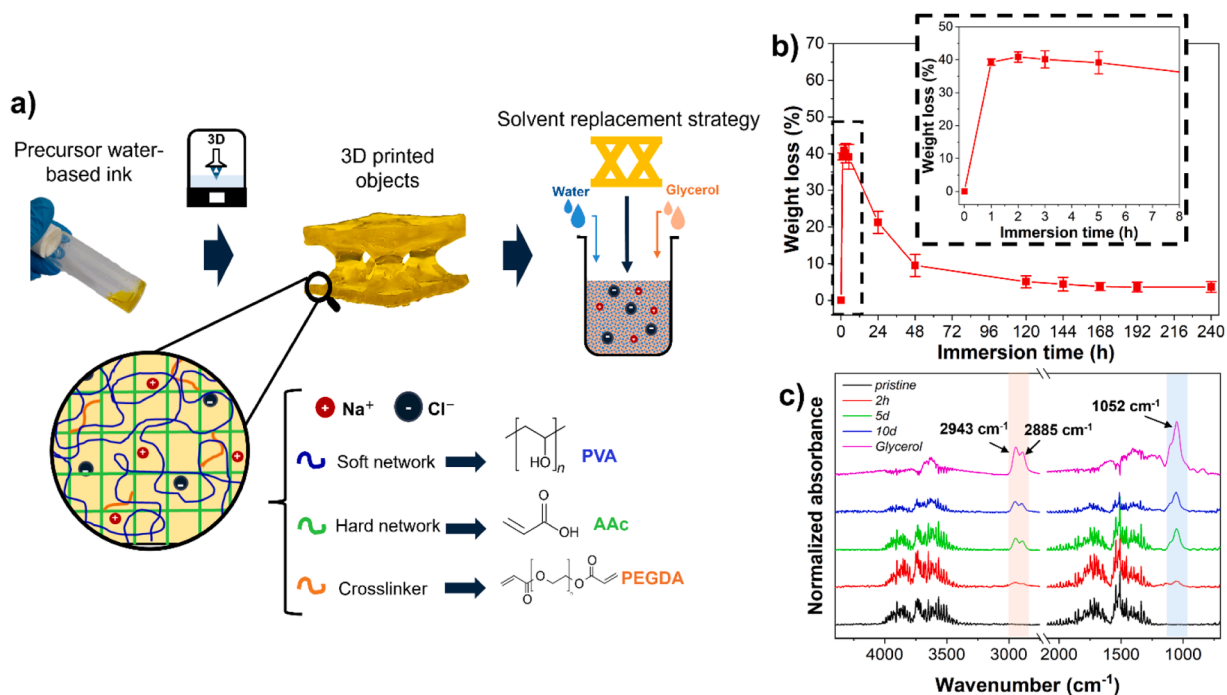 a)
Precursor water-
based ink
3D
3D printed
objects
Solvent replacement strategy
Water
Glycerol
Na⁺
Cl⁻
Soft network
HO
n
PVA
Hard network
O
OH
AAc
Crosslinker
O
O
O
O
n
PEGDA
+
-
b)
Weight loss (%)
70
60
50
40
30
20
10
0
0 24 48 72 96 120 144 168 192 216 240
Immersion time (h)
Weight loss (%)
50
40
30
20
10
0
0 1 2 3 4 5 6 7 8
Immersion time (h)
c)
Normalized absorbance
pristine
2h
5d
10d
Glycerol
2943 cm⁻¹
2885 cm⁻¹
1052 cm⁻¹
4000 3500 3000 2000 1500 1000
Wavenumber (cm⁻¹)